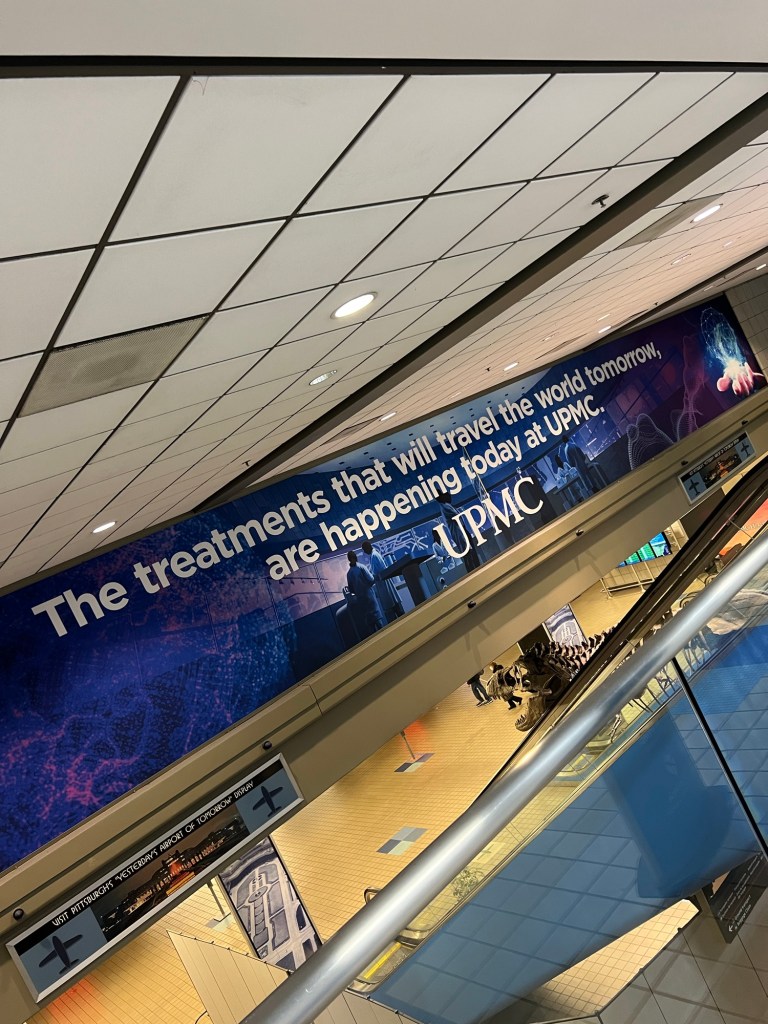 The treatments that will travel the world tomorrow,
are happening today at UPMC.
UPMC
VISIT PITTSBURGH'S "YESTERDAY'S AIRPORT OF TOMORROW" DISPLAY